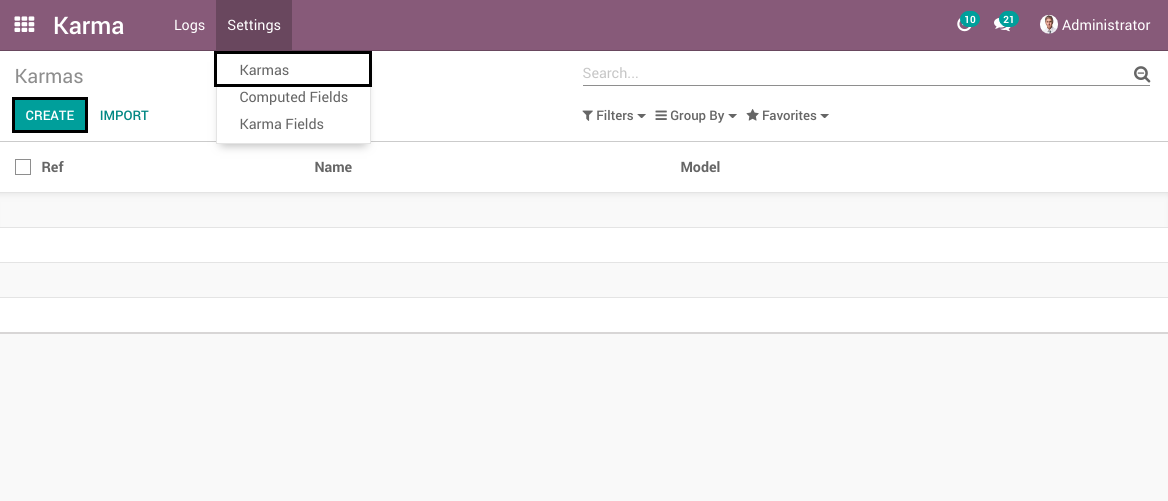 Karma Logs Settings 10 21 Administrator
Karmas
Karmas
Computed Fields
Karma Fields
Search...
CREATE IMPORT
Filters Group By Favorites
Ref Name Model